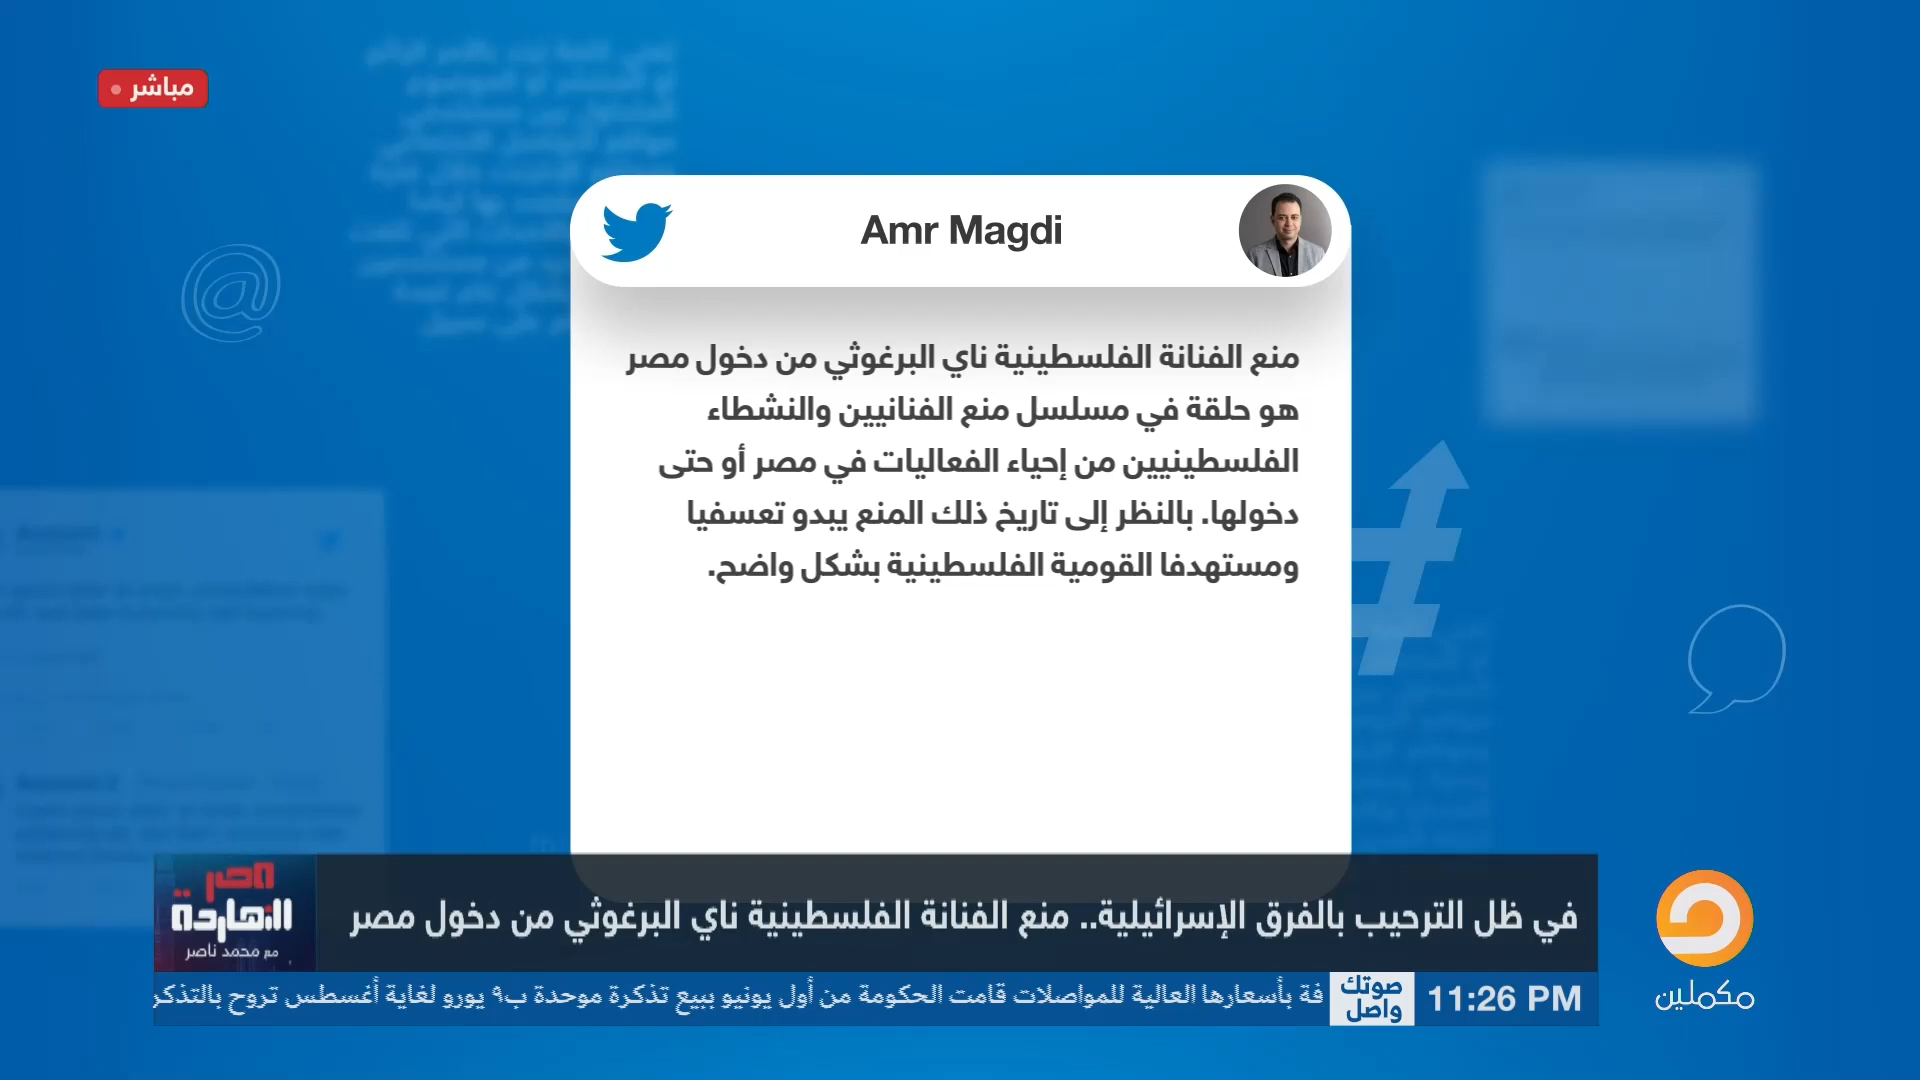 مباشر
Amr Magdi
منع الفنانة الفلسطينية ناي البرغوثي من دخول مصر
هو حلقة في مسلسل منع الفنانيين والنشطاء
الفلسطينيين من إحياء الفعاليات في مصر أو حتى
دخولها. بالنظر إلى تاريخ ذلك المنع يبدو تعسفيا
ومستهدفا القومية الفلسطينية بشكل واضح.
في ظل الترحيب بالفرق الإسرائيلية.. منع الفنانة الفلسطينية ناي البرغوثي من دخول مصر
مصر
النهاردة
مع محمد ناصر
11:26 PM
صوتك
واصل
فة بأسعارها العالية للمواصلات قامت الحكومة من أول يونيو ببيع تذكرة موحدة ب٩ يورو لغاية أغسطس تروح بالتذكر
مكملين